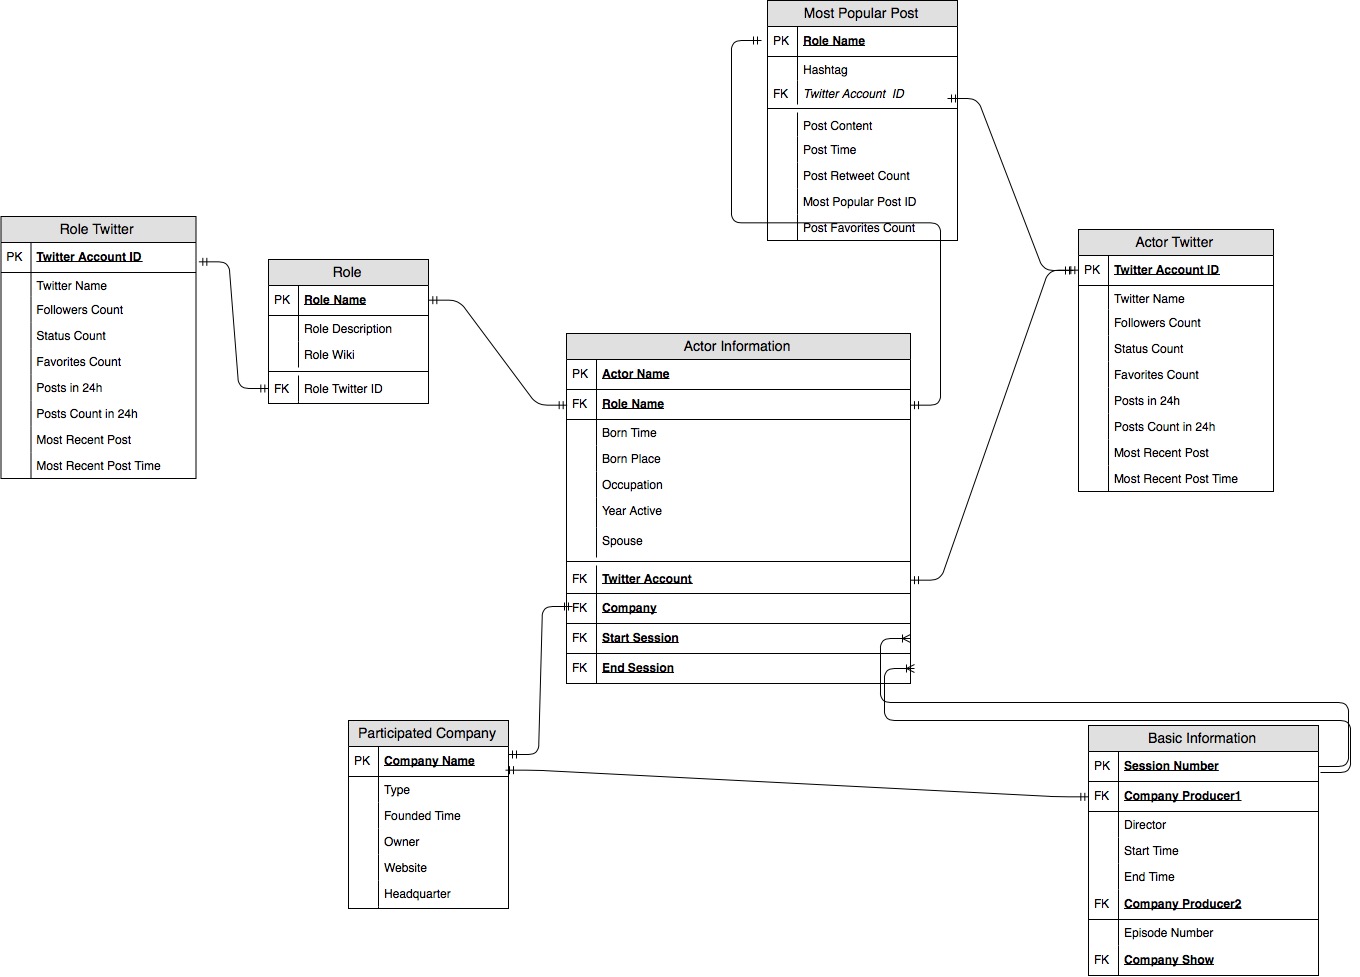 Most Popular Post
PK Role Name
Hashtag
FK Twitter Account  ID
Post Content
Post Time
Post Retweet Count
Most Popular Post ID
Post Favorites Count
Role Twitter
PK Twitter Account ID
Twitter Name
Followers Count
Status Count
Favorites Count
Posts in 24h
Posts Count in 24h
Most Recent Post
Most Recent Post Time
Role
PK Role Name
Role Description
Role Wiki
FK Role Twitter ID
Actor Twitter
PK Twitter Account ID
Twitter Name
Followers Count
Status Count
Favorites Count
Posts in 24h
Posts Count in 24h
Most Recent Post
Most Recent Post Time
Actor Information
PK Actor Name
FK Role Name
Born Time
Born Place
Occupation
Year Active
Spouse
FK Twitter Account
FK Company
FK Start Session
FK End Session
Participated Company
PK Company Name
Type
Founded Time
Owner
Website
Headquarter
Basic Information
PK Session Number
FK Company Producer1
Director
Start Time
End Time
FK Company Producer2
Episode Number
FK Company Show